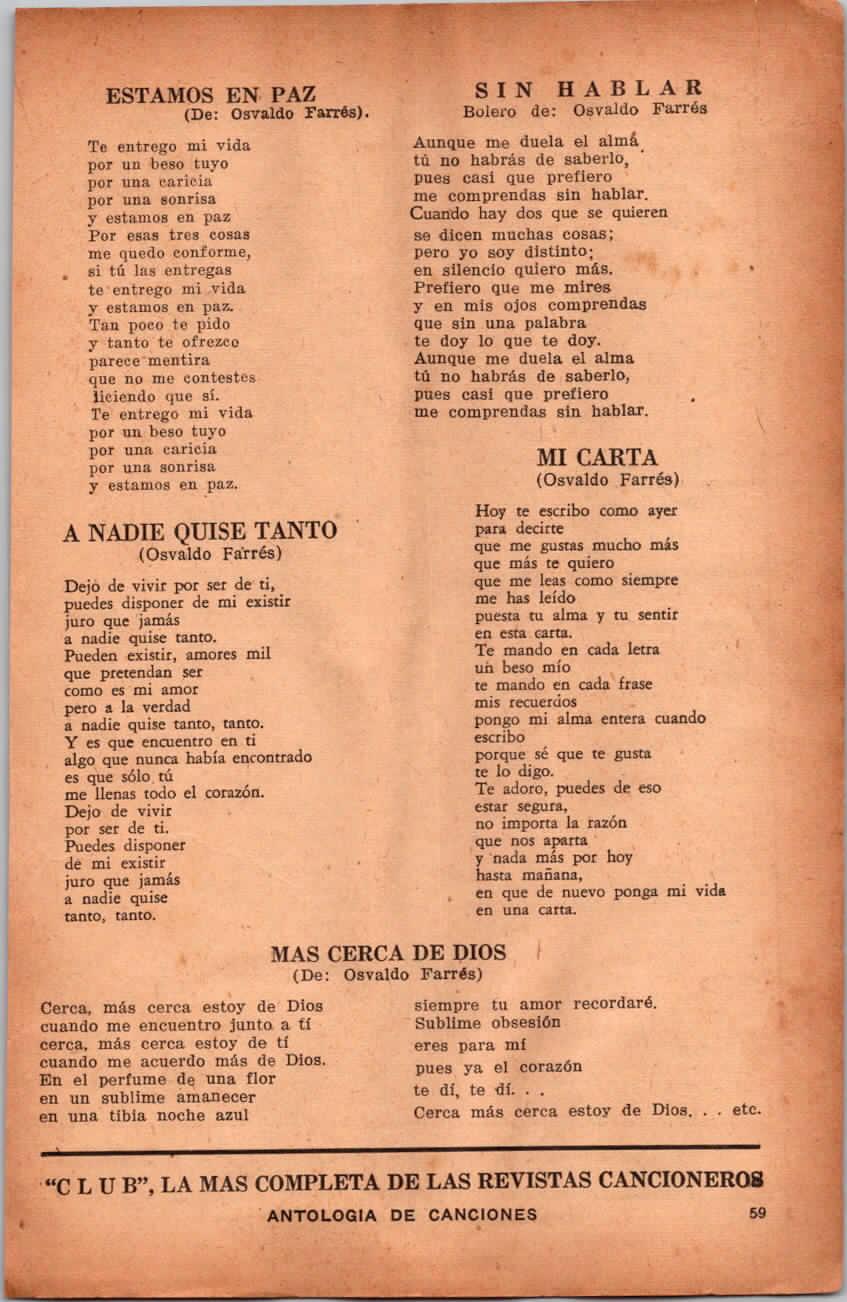 ESTAMOS EN PAZ
(De: Osvaldo Farrés).
Te entrego mi vida
por un beso tuyo
por una caricia
por una sonrisa
y estamos en paz
Por esas tres cosas
me quedo conforme,
si tú las entregas
te entrego mi vida
y estamos en paz.
Tan poco te pido
y tanto te ofrezco
parece mentira
que no me contestes
liciendo que sí.
Te entrego mi vida
por un beso tuyo
por una caricia
por una sonrisa
y estamos en paz.
A NADIE QUISE TANTO
(Osvaldo Farrés)
Dejo de vivir por ser de ti,
puedes disponer de mi existir
juro que jamás
a nadie quise tanto.
Pueden existir, amores mil
que pretendan ser
como es mi amor
pero a la verdad
a nadie quise tanto, tanto.
Y es que encuentro en ti
algo que nunca había encontrado
es que sólo tú
me llenas todo el corazón.
Dejo de vivir
por ser de ti.
Puedes disponer
de mi existir
juro que jamás
a nadie quise
tanto, tanto.
SIN HABLAR
Bolero de: Osvaldo Farrés
Aunque me duela el alma
tú no habrás de saberlo,
pues casi que prefiero
me comprendas sin hablar.
Cuando hay dos que se quieren
se dicen muchas cosas;
pero yo soy distinto;
en silencio quiero más.
Prefiero que me mires
y en mis ojos comprendas
que sin una palabra
te doy lo que te doy.
Aunque me duela el alma
tú no habrás de saberlo,
pues casi que prefiero
me comprendas sin hablar.
MI CARTA
(Osvaldo Farrés)
Hoy te escribo como ayer
para decirte
que me gustas mucho más
que más te quiero
que me leas como siempre
me has leído
puesta tu alma y tu sentir
en esta carta.
Te mando en cada letra
un beso mío
te mando en cada frase
mis recuerdos
pongo mi alma entera cuando
escribo
porque sé que te gusta
te lo digo.
Te adoro, puedes de eso
estar segura,
no importa la razón
que nos aparta
y nada más por hoy
hasta mañana,
en que de nuevo ponga mi vida
en una carta.
MAS CERCA DE DIOS
(De: Osvaldo Farrés)
Cerca, más cerca estoy de Dios
cuando me encuentro junto a tí
cerca, más cerca estoy de tí
cuando me acuerdo más de Dios.
En el perfume de una flor
en un sublime amanecer
en una tibia noche azul
siempre tu amor recordaré.
Sublime obsesión
eres para mí
pues ya el corazón
te dí, te dí. . .
Cerca más cerca estoy de Dios. . . etc.
"C L U B", LA MAS COMPLETA DE LAS REVISTAS CANCIONEROS
ANTOLOGIA DE CANCIONES
59